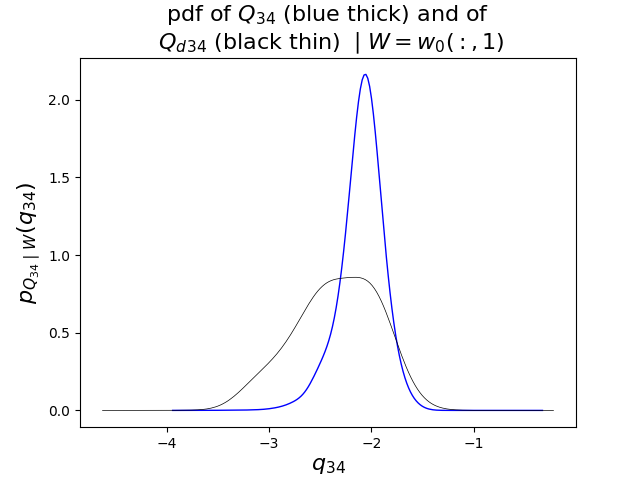 pdf of Q34 (blue thick) and of
Qd34 (black thin) | W = w0(:, 1)
pQ34 | W(q34)
2.0
1.5
1.0
0.5
0.0
−4 −3 −2 −1
q34